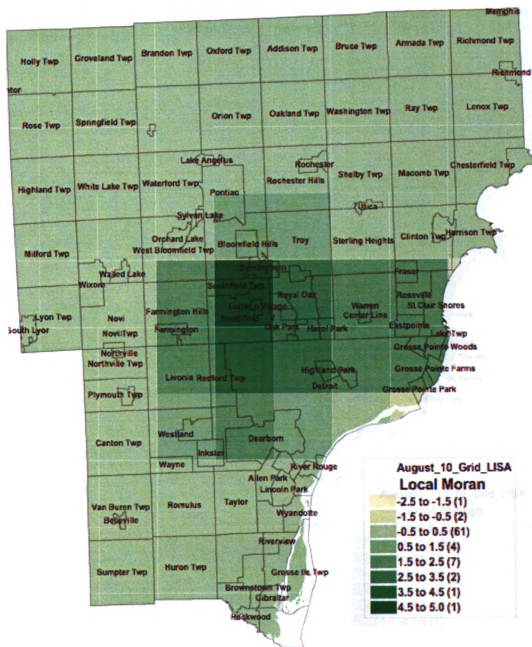 Memphis
Holly Twp
Groveland Twp
Brandon Twp
Oxford Twp
Addison Twp
Bruce Twp
Armada Twp
Richmond Twp
Richmond
nton
Rose Twp
Springfield Twp
Orion Twp
Oakland Twp
Washington Twp
Ray Twp
Lenox Twp
Lake Angelus
Rochester
Highland Twp
White Lake Twp
Waterford Twp
Pontiac
Rochester Hills
Shelby Twp
Macomb Twp
Chesterfield Twp
Sylvan Lake
Utica
Orchard Lake
Milford Twp
West Bloomfield Twp
Bloomfield Hills
Troy
Sterling Heights
Clinton Twp
Harrison Twp
Walled Lake
Wixom
Birmingham
Southfield Twp
Fraser
Lyon Twp
Novi
Farmington Hills
Lathrup Village
Royal Oak
Warren
Center Line
Roseville
St Clair Shores
South Lyon
Novi Twp
Farmington
Southfield
Oak Park
Hazel Park
Eastpointe
Lake Twp
Northville
Northville Twp
Grosse Pointe Woods
Livonia
Redford Twp
Highland Park
Detroit
Grosse Pointe Farms
Grosse Pointe Park
Plymouth Twp
Canton Twp
Westland
Wayne
Inkster
Dearborn
Allen Park
River Rouge
Lincoln Park
Van Buren Twp
Belleville
Romulus
Taylor
Wyandotte
Riverview
Sumpter Twp
Huron Twp
Grosse Ile Twp
Brownstown Twp
Gibraltar
Rockwood
August_10_Grid_LISA
Local Moran
-2.5 to -1.5 (1)
-1.5 to -0.5 (2)
-0.5 to 0.5 (61)
0.5 to 1.5 (4)
1.5 to 2.5 (7)
2.5 to 3.5 (2)
3.5 to 4.5 (1)
4.5 to 5.0 (1)